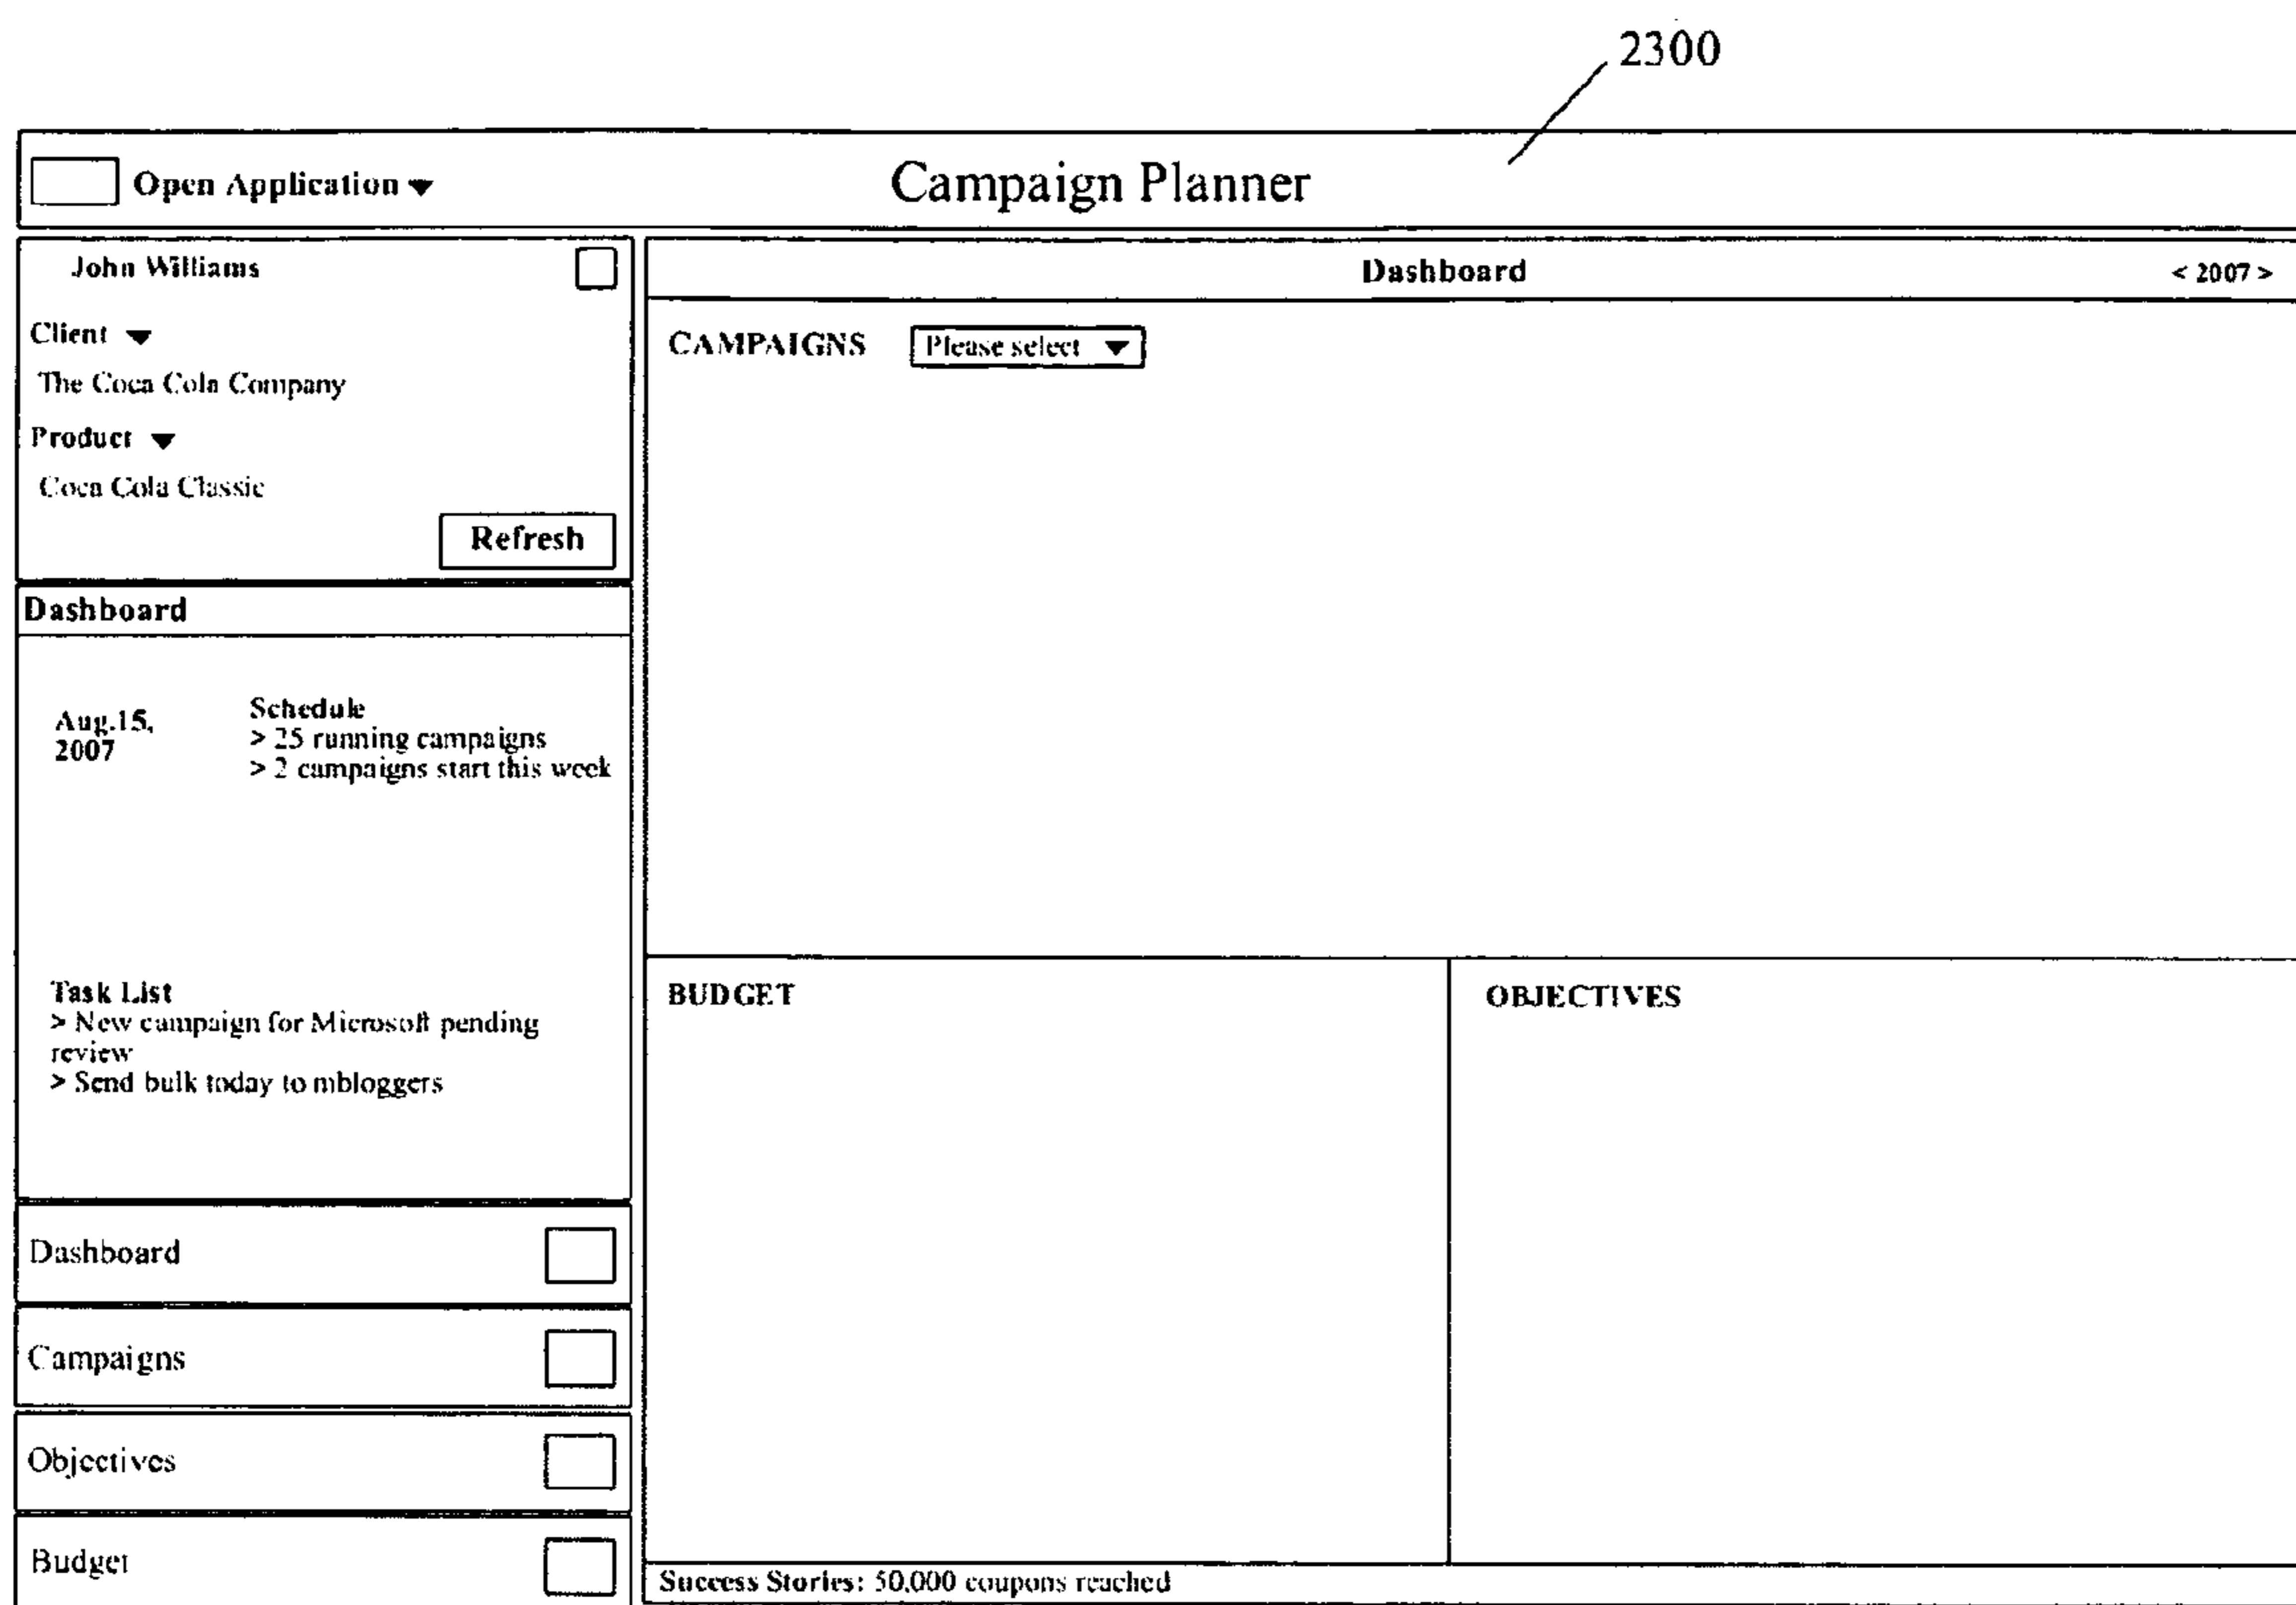 2300
Open Application
Campaign Planner
John Williams
Client
The Coca Cola Company
Product
Coca Cola Classic
Refresh
Dashboard
Aug.15,
2007
Schedule
> 25 running campaigns
> 2 campaigns start this week
Task List
> New campaign for Microsoft pending
review
> Send bulk today to mbloggers
Dashboard
Campaigns
Objectives
Budget
Dashboard
< 2007 >
CAMPAIGNS
Please select
BUDGET
OBJECTIVES
Success Stories: 50,000 coupons reached